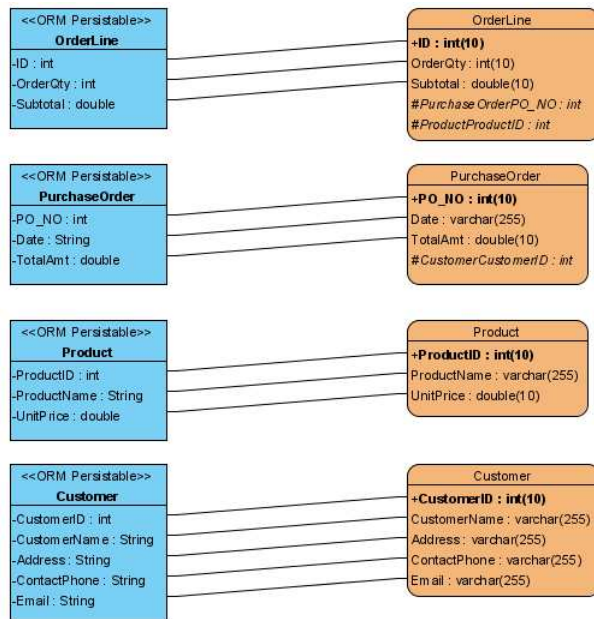 <<ORM Persistable>>
OrderLine
-ID : int
-OrderQty : int
-Subtotal : double
OrderLine
+ID : int(10)
OrderQty : int(10)
Subtotal : double(10)
#PurchaseOrderPO_NO : int
#ProductProductID : int
<<ORM Persistable>>
PurchaseOrder
-PO_NO : int
-Date : String
-TotalAmt : double
PurchaseOrder
+PO_NO : int(10)
Date : varchar(255)
TotalAmt : double(10)
#CustomerCustomerID : int
<<ORM Persistable>>
Product
-ProductID : int
-ProductName : String
-UnitPrice : double
Product
+ProductID : int(10)
ProductName : varchar(255)
UnitPrice : double(10)
<<ORM Persistable>>
Customer
-CustomerID : int
-CustomerName : String
-Address : String
-ContactPhone : String
-Email : String
Customer
+CustomerID : int(10)
CustomerName : varchar(255)
Address : varchar(255)
ContactPhone : varchar(255)
Email : varchar(255)